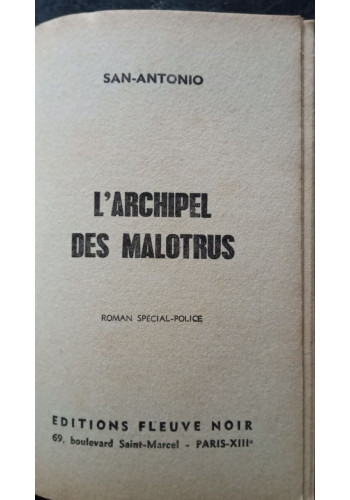 SAN-ANTONIO
L'ARCHIPEL
DES MALOTRUS
ROMAN SPÉCIAL-POLICE
EDITIONS FLEUVE NOIR
69, boulevard Saint-Marcel - PARIS-XIIIe